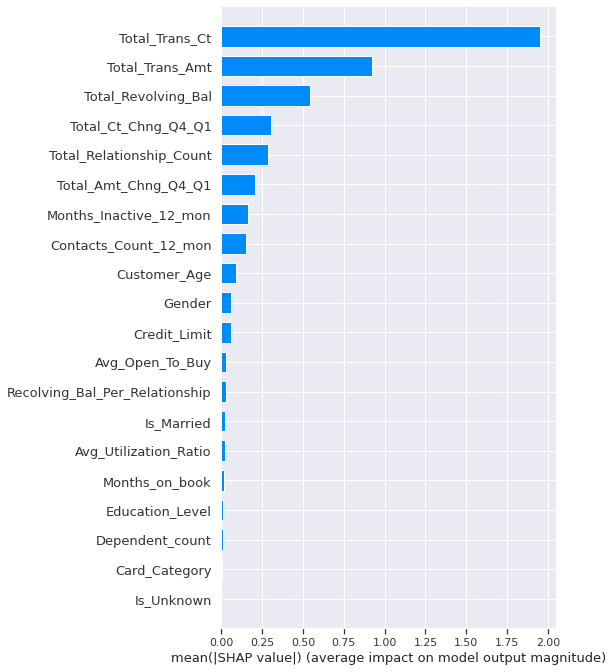 Total_Trans_Ct
Total_Trans_Amt
Total_Revolving_Bal
Total_Ct_Chng_Q4_Q1
Total_Relationship_Count
Total_Amt_Chng_Q4_Q1
Months_Inactive_12_mon
Contacts_Count_12_mon
Customer_Age
Gender
Credit_Limit
Avg_Open_To_Buy
Recolving_Bal_Per_Relationship
Is_Married
Avg_Utilization_Ratio
Months_on_book
Education_Level
Dependent_count
Card_Category
Is_Unknown
0.00 0.25 0.50 0.75 1.00 1.25 1.50 1.75 2.00
mean(|SHAP value|) (average impact on model output magnitude)